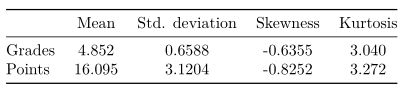 Mean Std. deviation Skewness Kurtosis
Grades 4.852 0.6588 -0.6355 3.040
Points 16.095 3.1204 -0.8252 3.272